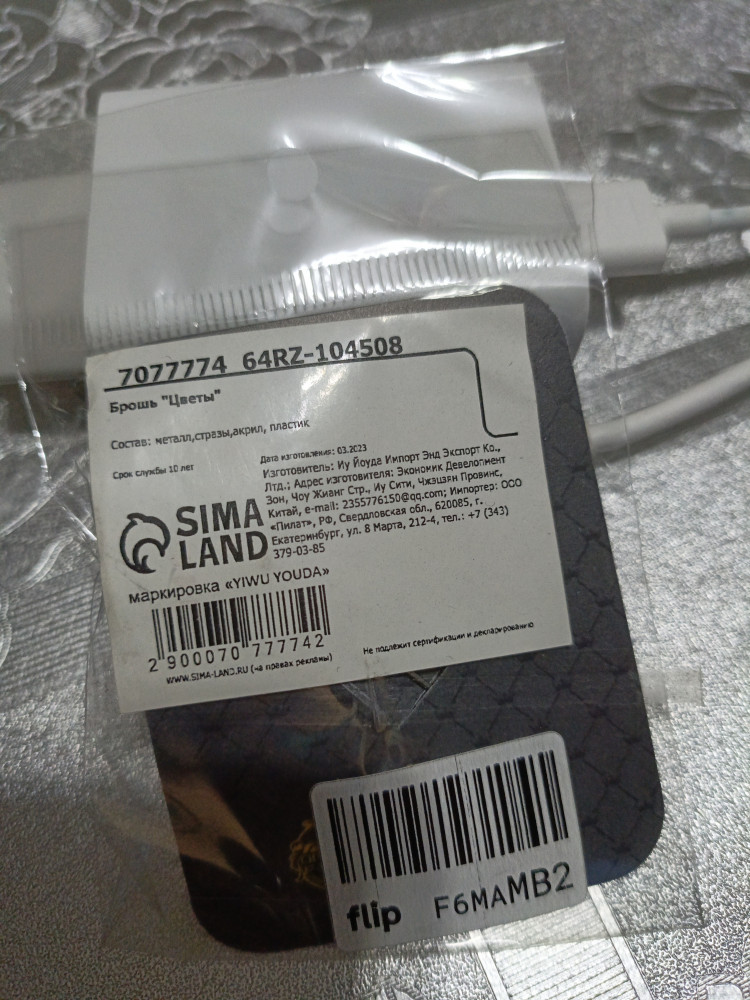 7077774 64RZ-104508
Брошь "Цветы"
Состав: металл,стразы,акрил, пластик
Срок службы 10 лет
Дата изготовления: 03.2023
Изготовитель: Иу Йоуда Импорт Энд Экспорт Ко.,
Лтд.; Адрес изготовителя: Экономик Девелопмент
Зон, Чоу Жианг Стр., Иу Сити, Чжэцзян Провинс,
Китай, e-mail: 2355776150@qq.com; Импортер: ООО
«Пилат», РФ, Свердловская обл., 620085, г.
Екатеринбург, ул. 8 Марта, 212-4, тел.: +7 (343)
379-03-85
SIMA
LAND
маркировка «YIWU YOUDA»
2 900070 777742
WWW.SIMA-LAND.RU (на правах рекламы)
Не подлежит сертификации и декларированию
flip F6MAMB2